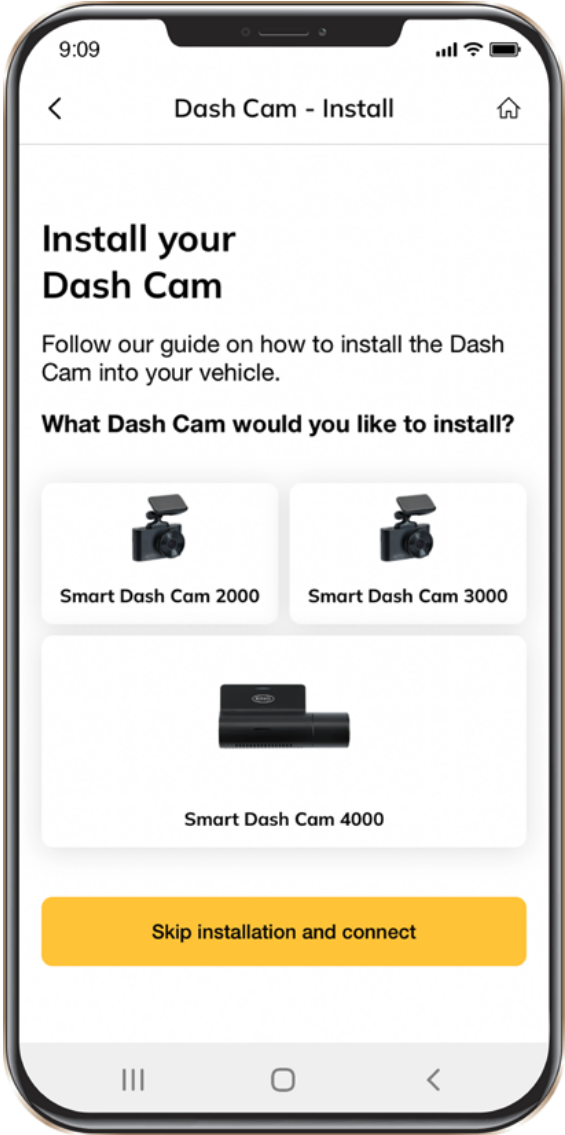 9:09
Dash Cam - Install
Install your
Dash Cam
Follow our guide on how to install the Dash
Cam into your vehicle.
What Dash Cam would you like to install?
Smart Dash Cam 2000
Smart Dash Cam 3000
Smart Dash Cam 4000
Skip installation and connect